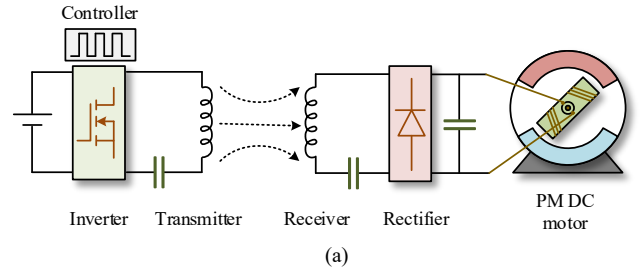 Controller
Inverter
Transmitter
Receiver
Rectifier
PM DC
motor
(a)